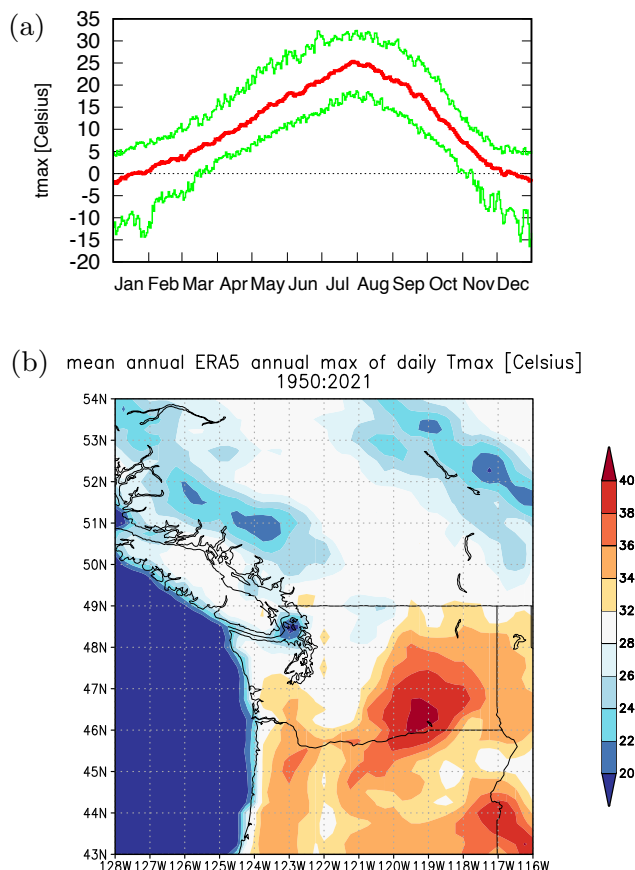 (a)
35
30
25
20
15
10
5
0
-5
-10
-15
-20
tmax [Celsius]
Jan Feb Mar Apr May Jun Jul Aug Sep Oct Nov Dec
(b) mean annual ERA5 annual max of daily Tmax [Celsius]
1950:2021
54N
53N
52N
51N
50N
49N
48N
47N
46N
45N
44N
43N
128W 127W 126W 125W 124W 123W 122W 121W 120W 119W 118W 117W 116W
40
36
34
32
30
28
26
24
22
20